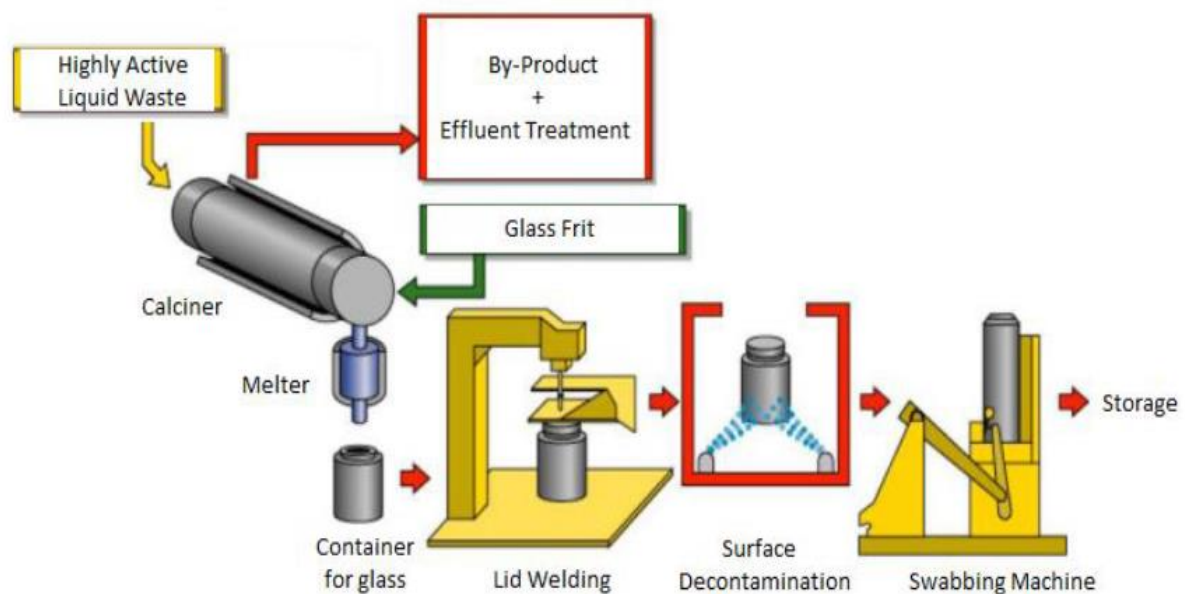 Highly Active
Liquid Waste
By-Product
+
Effluent Treatment
Glass Frit
Calciner
Melter
Storage
Container
for glass
Lid Welding
Surface
Decontamination
Swabbing Machine